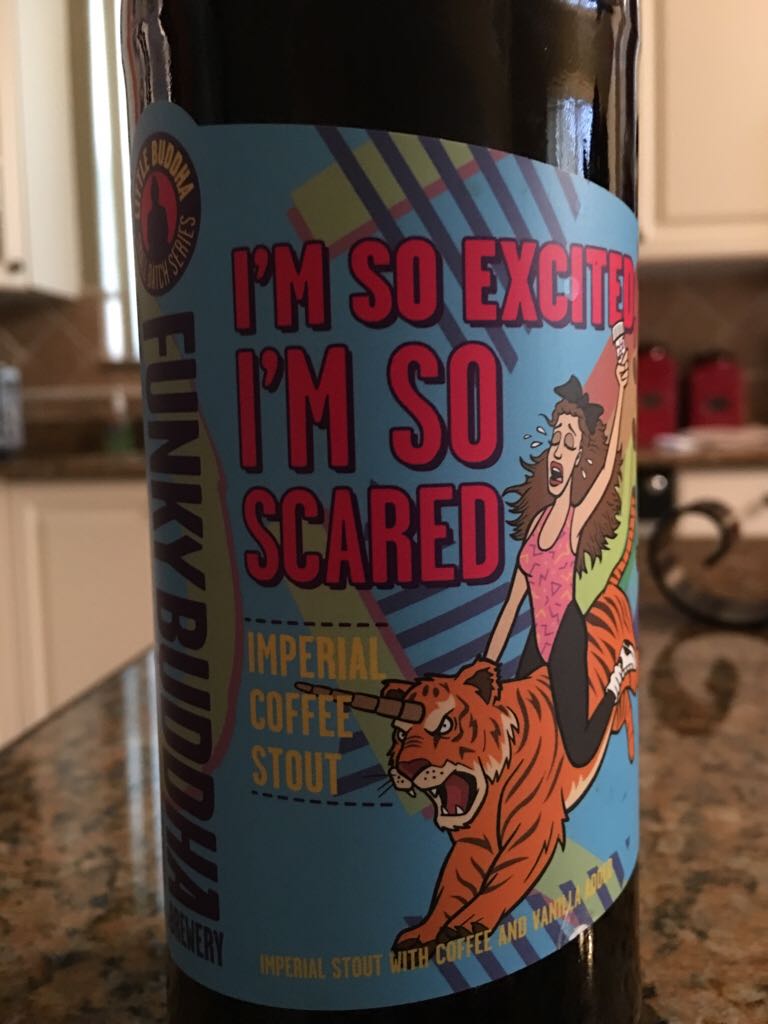 LITTLE BUDDHA
SMALL BATCH SERIES
FUNKY BUDDHA
BREWERY
I'M SO EXCITED
I'M SO
SCARED
IMPERIAL
COFFEE
STOUT
IMPERIAL STOUT WITH COFFEE AND VANILLA ADDED